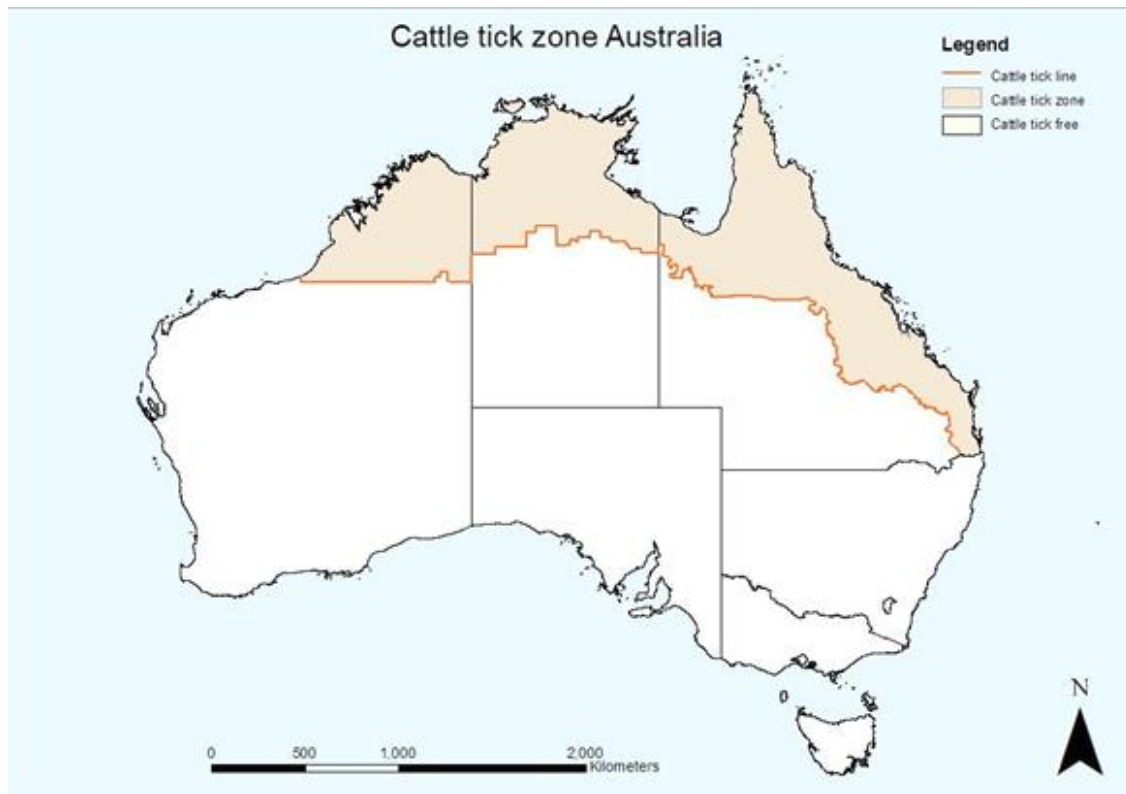 Cattle tick zone Australia
Legend
Cattle tick line
Cattle tick zone
Cattle tick free
N
0 500 1,000 2,000
Kilometers